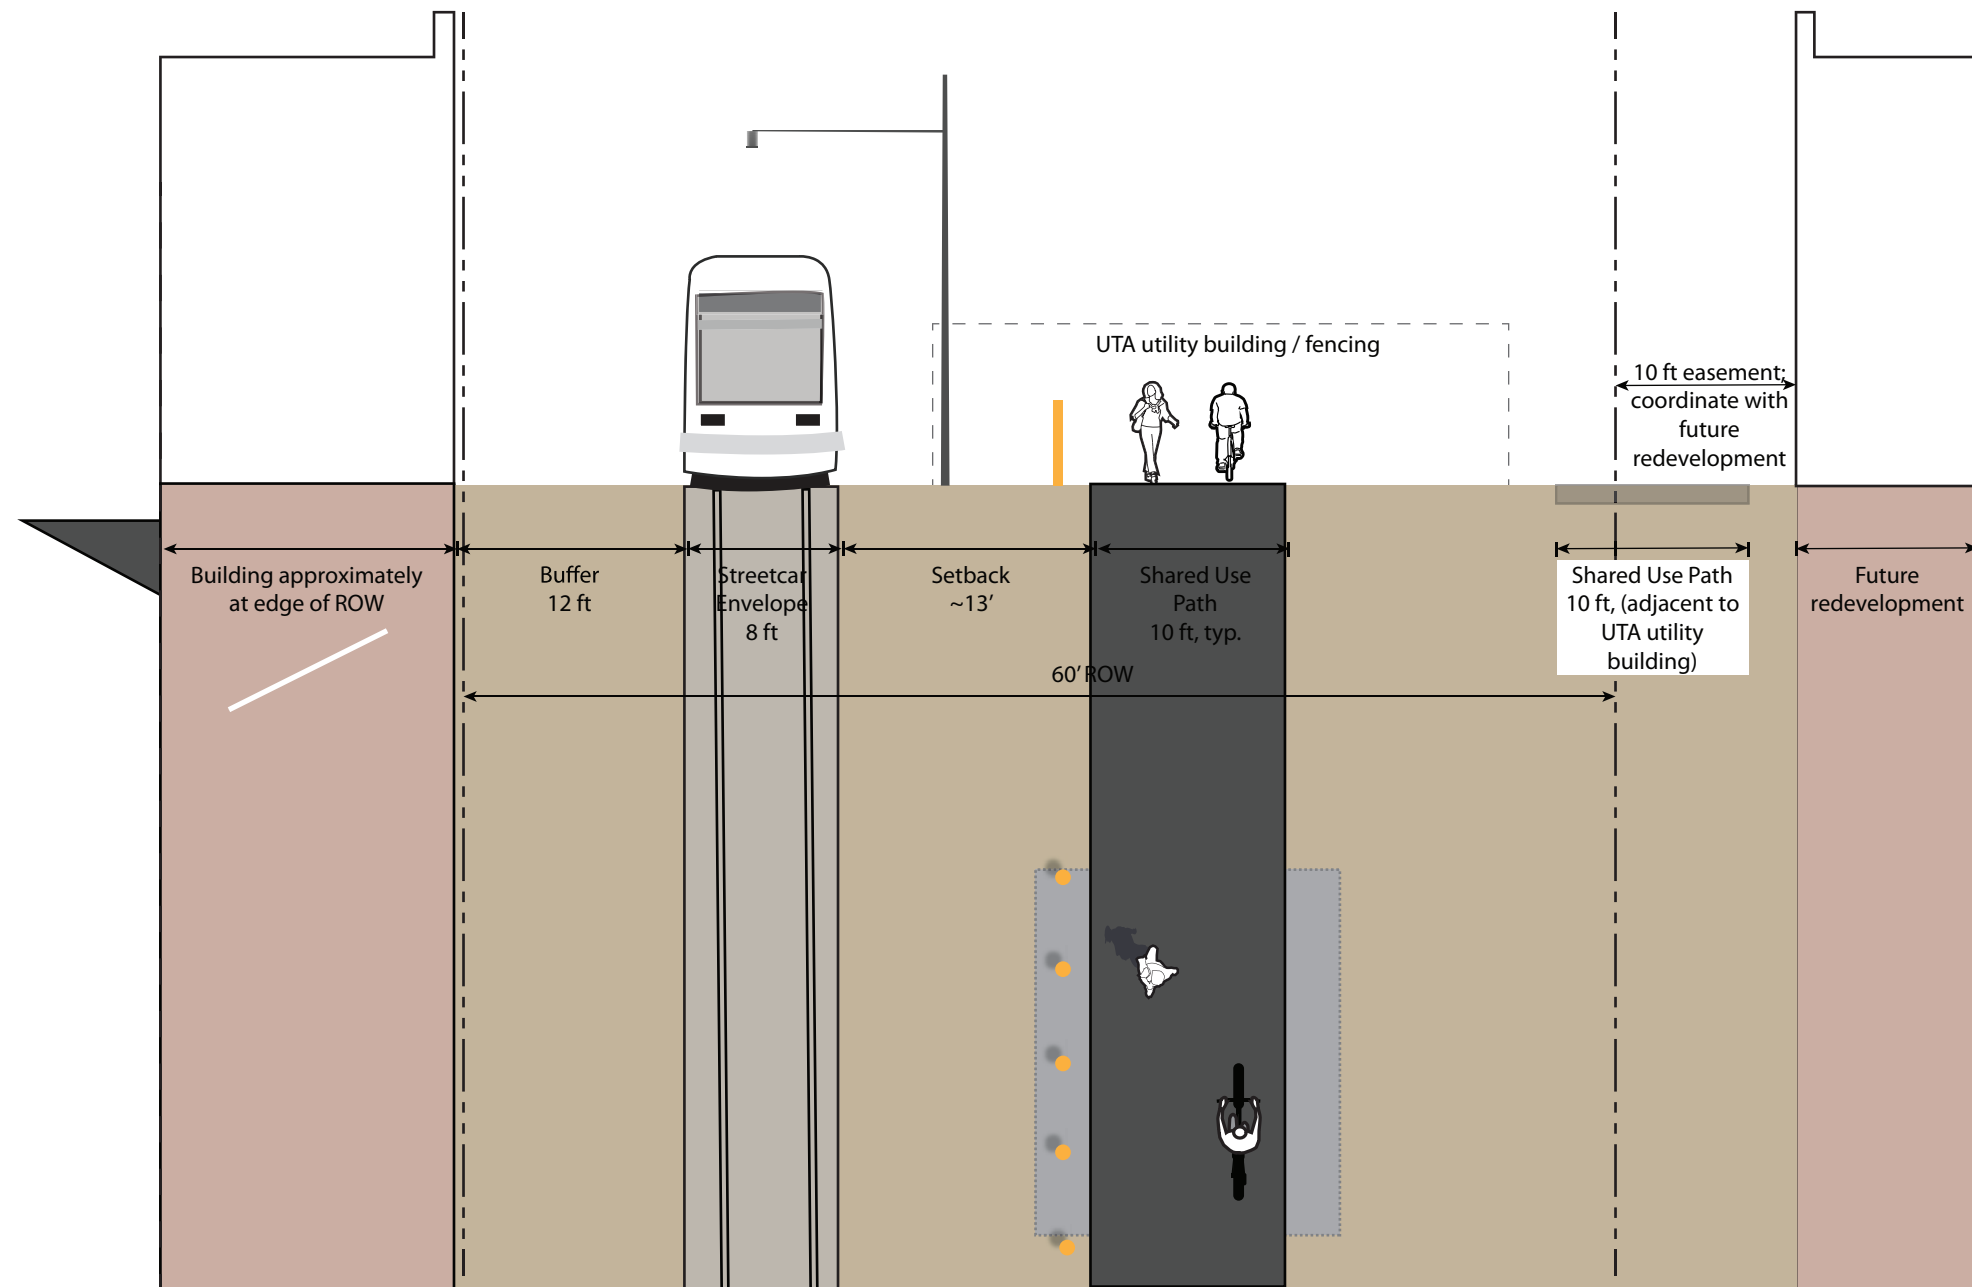 UTA utility building / fencing
10 ft easement;
coordinate with
future
redevelopment
Building approximately
at edge of ROW
Buffer
12 ft
Streetcar
Envelope
8 ft
Setback
~13’
Shared Use
Path
10 ft, typ.
Shared Use Path
10 ft, (adjacent to
UTA utility
building)
Future
redevelopment
60’ ROW